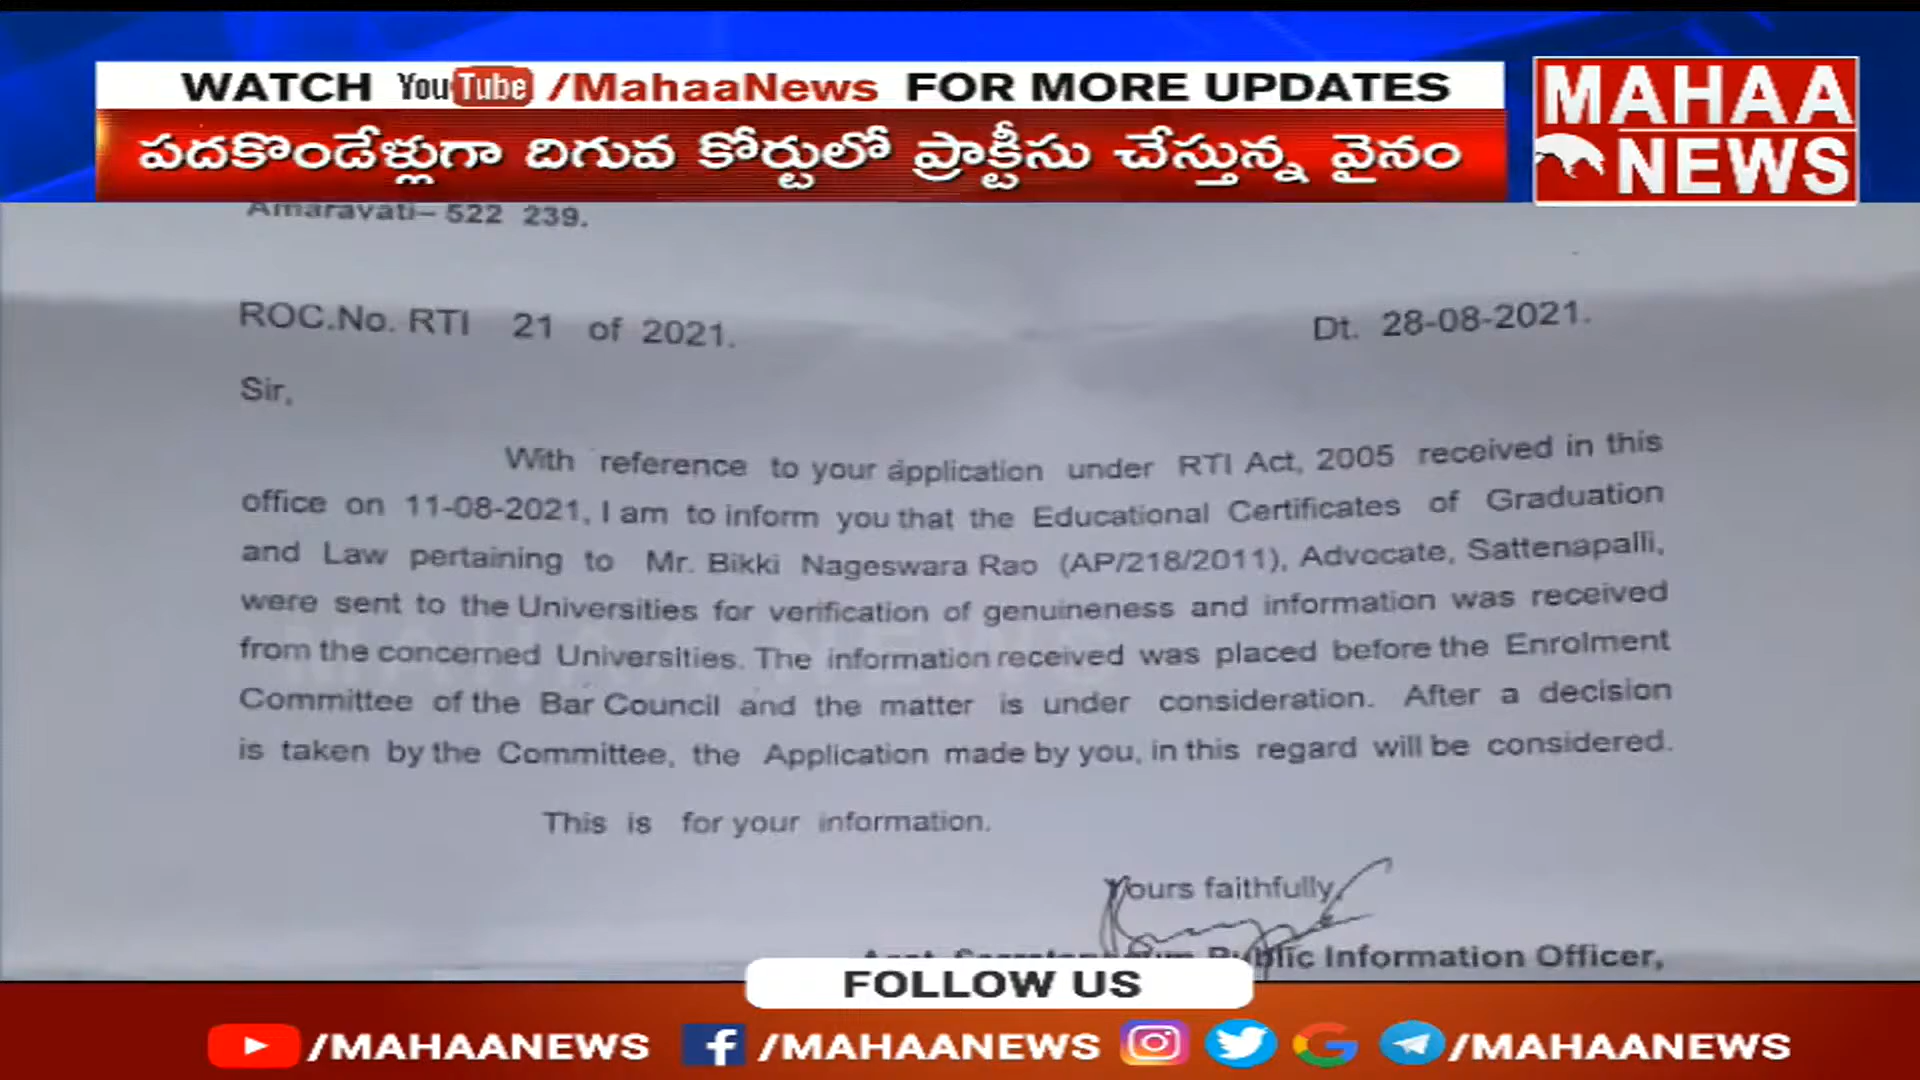 WATCH YouTube /MahaaNews FOR MORE UPDATES
MAHAA
NEWS
పదకొండేళ్లుగా దిగువ కోర్టులో ప్రాక్టీసు చేస్తున్న వైనం
Amaravati– 522 239.
ROC.No. RTI 21 of 2021.
Dt. 28-08-2021.
Sir,
With reference to your application under RTI Act, 2005 received in this
office on 11-08-2021, I am to inform you that the Educational Certificates of Graduation
and Law pertaining to Mr. Bikki Nageswara Rao (AP/218/2011), Advocate, Sattenapalli,
were sent to the Universities for verification of genuineness and information was received
from the concerned Universities. The information received was placed before the Enrolment
Committee of the Bar Council and the matter is under consideration. After a decision
is taken by the Committee, the Application made by you, in this regard will be considered.
MAHAA NEWS
This is for your information.
Yours faithfully,
Public Information Officer,
FOLLOW US
/MAHAANEWS /MAHAANEWS /MAHAANEWS